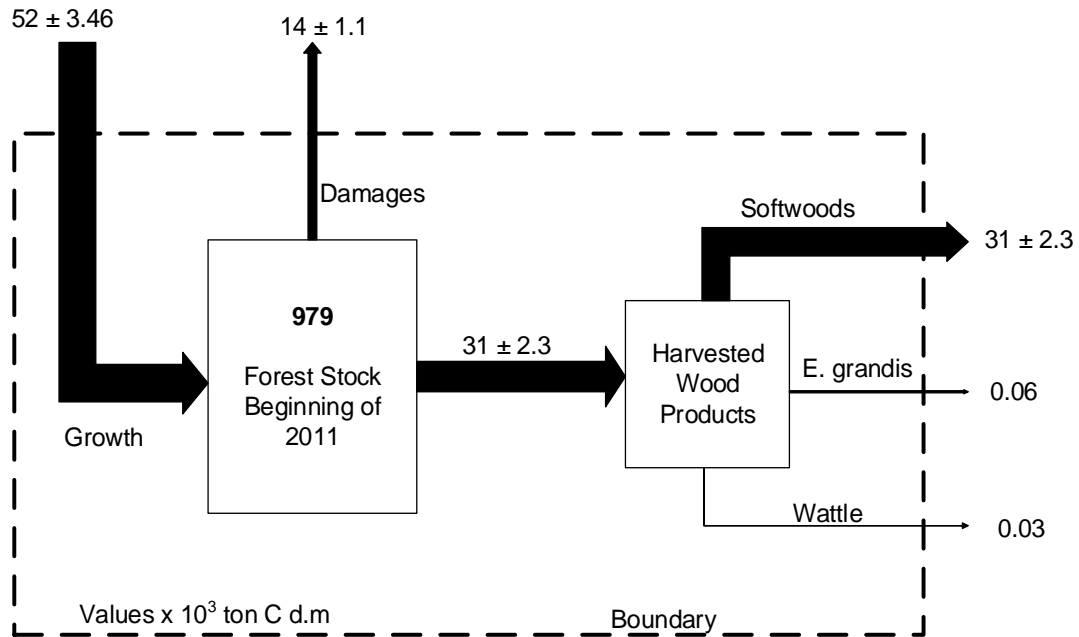 52 ± 3.46
14 ± 1.1
Damages
Softwoods
31 ± 2.3
979
Forest Stock
Beginning of
2011
31 ± 2.3
Harvested
Wood
Products
E. grandis
0.06
Growth
Wattle
0.03
Values x 10³ ton C d.m
Boundary